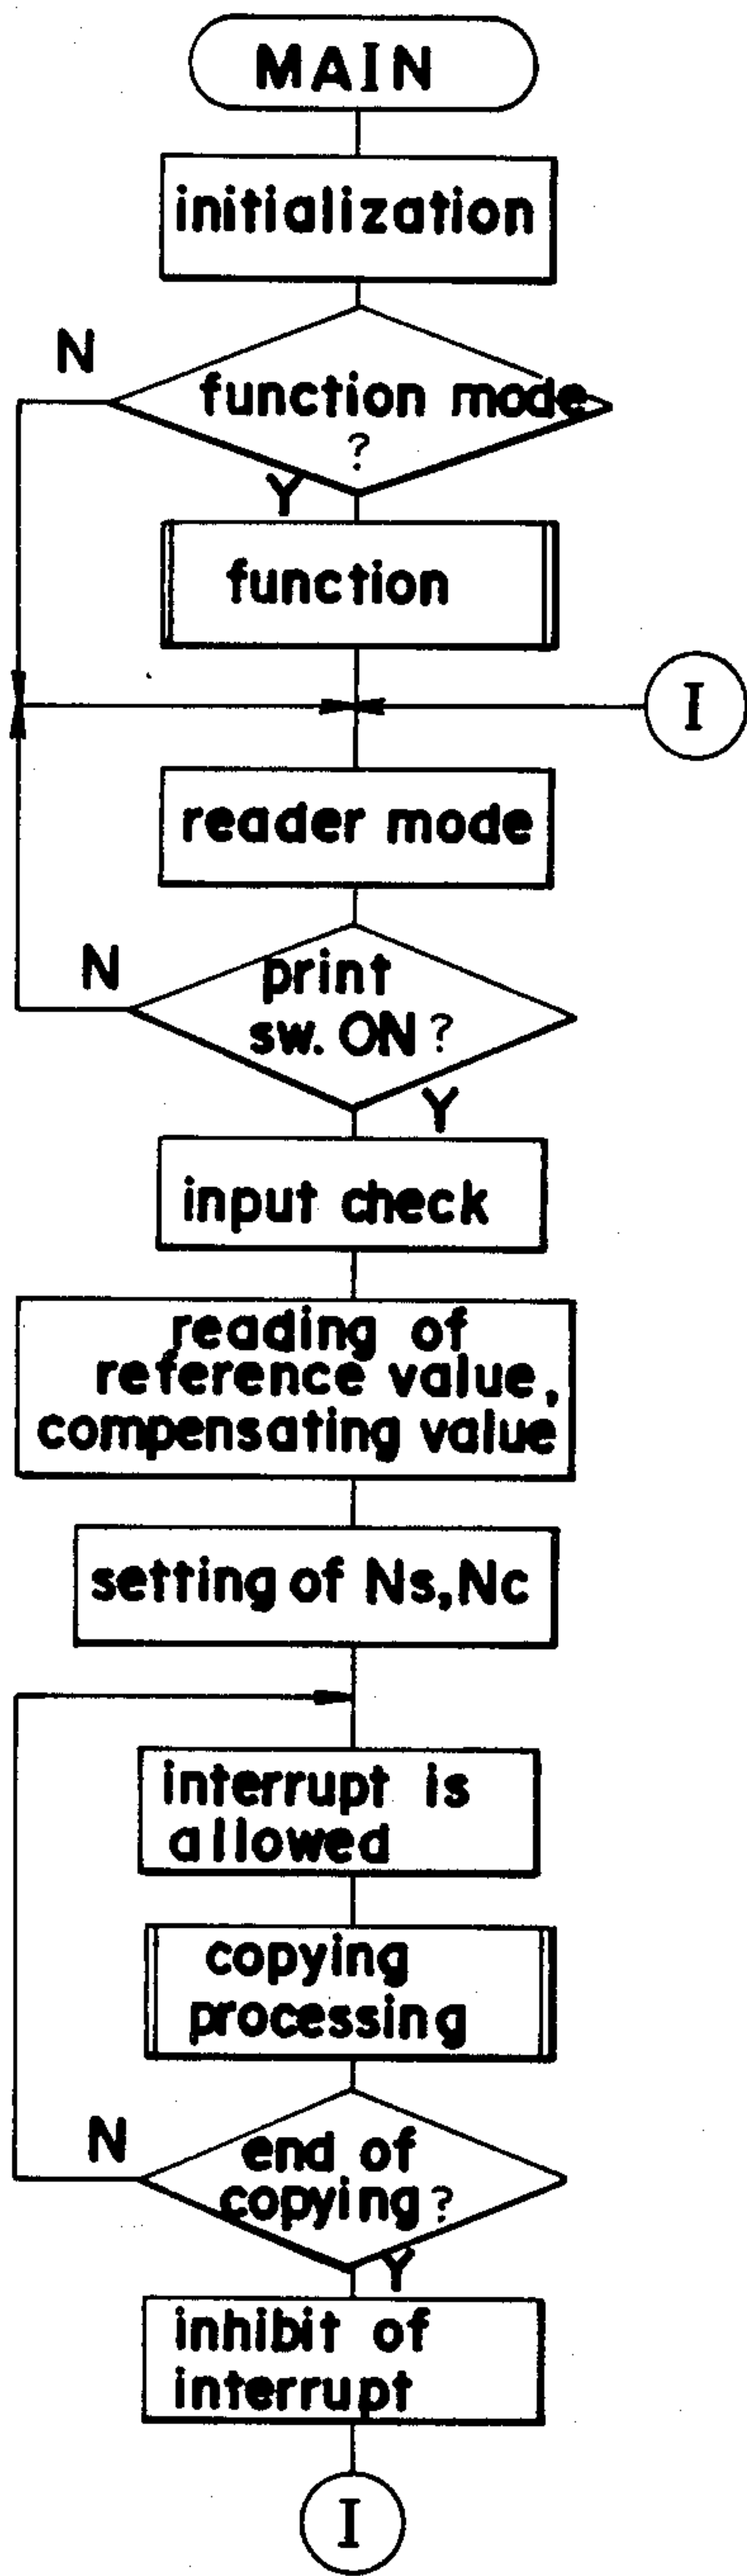 MAIN
initialization
N
function mode
?
Y
function
I
reader mode
N
print
sw. ON ?
Y
input check
reading of
reference value,
compensating value
setting of Ns,Nc
interrupt is
allowed
copying
processing
N
end of
copying ?
Y
inhibit of
interrupt
I